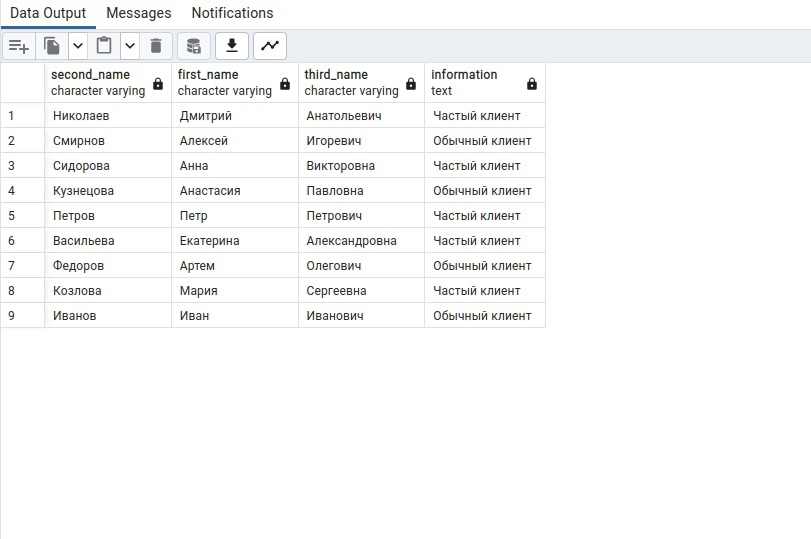 Data Output Messages Notifications
second_name first_name third_name information
character varying character varying character varying text
1 Николаев Дмитрий Анатольевич Частый клиент
2 Смирнов Алексей Игоревич Обычный клиент
3 Сидорова Анна Викторовна Частый клиент
4 Кузнецова Анастасия Павловна Обычный клиент
5 Петров Петр Петрович Частый клиент
6 Васильева Екатерина Александровна Частый клиент
7 Федоров Артем Олегович Обычный клиент
8 Козлова Мария Сергеевна Частый клиент
9 Иванов Иван Иванович Обычный клиент